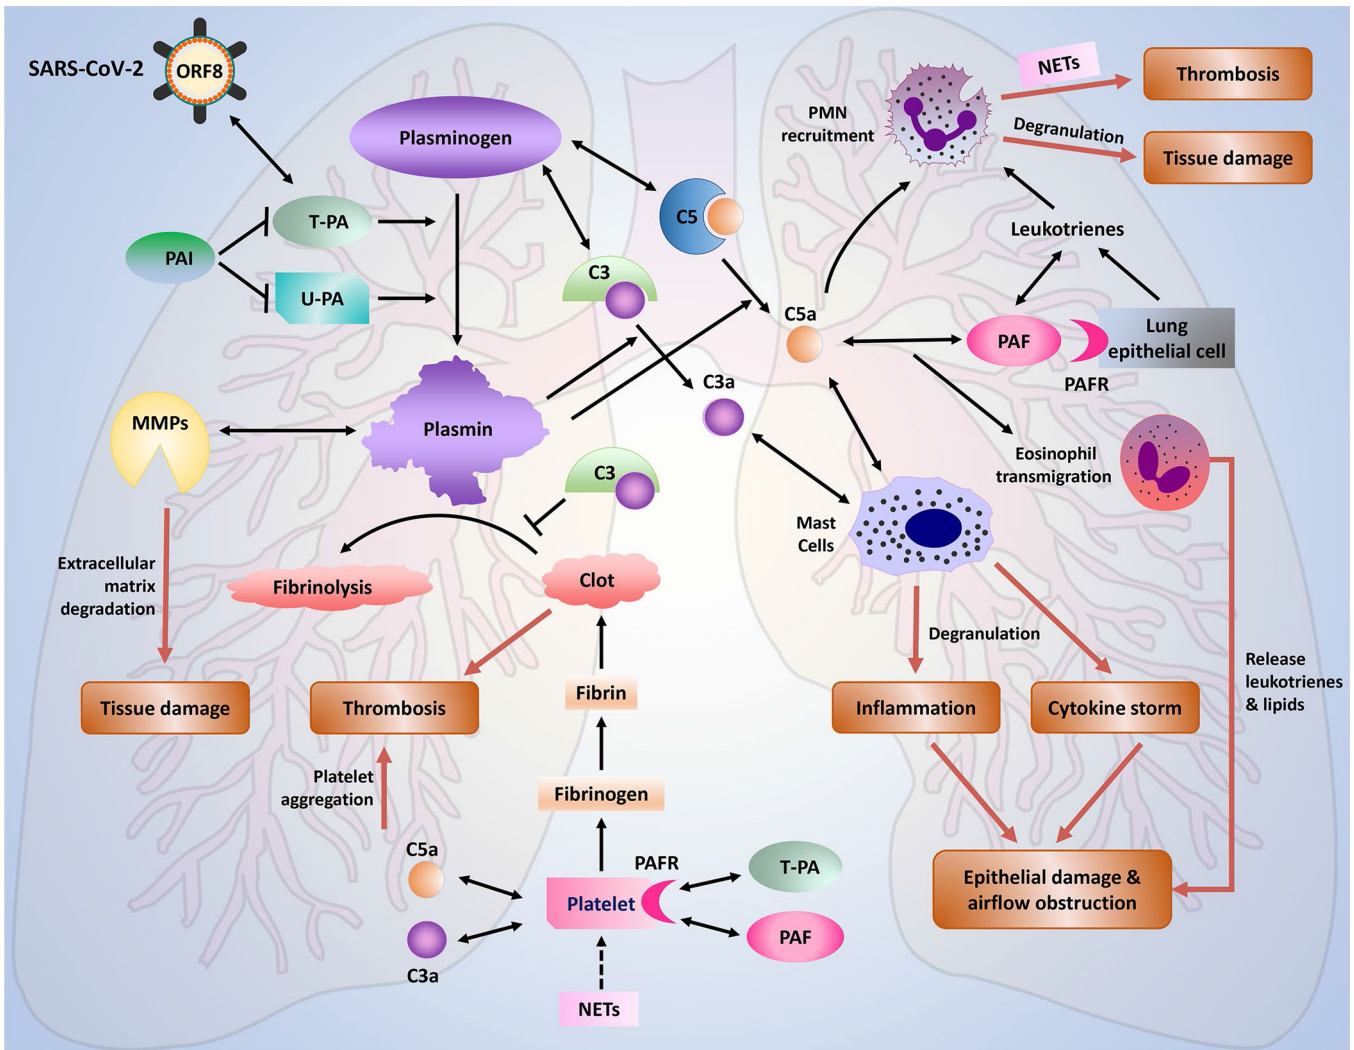 SARS-CoV-2
ORF8
Plasminogen
T-PA
PAI
U-PA
C5
C3
Plasmin
MMPs
C3
C3a
C5a
PMN
recruitment
NETs
Thrombosis
Degranulation
Tissue damage
Leukotrienes
PAF
Lung
epithelial cell
PAFR
Eosinophil
transmigration
Mast
Cells
Extracellular
matrix
degradation
Fibrinolysis
Clot
Degranulation
Release
leukotrienes
& lipids
Tissue damage
Thrombosis
Fibrin
Inflammation
Cytokine storm
Platelet
aggregation
Fibrinogen
C5a
C3a
Platelet
PAFR
T-PA
PAF
NETs
Epithelial damage &
airflow obstruction